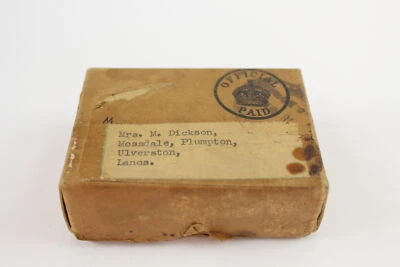 OFFICIAL
PAID
M
Mrs. M. Dickson,
Mossdale, Plumpton,
Ulverston,
Lancs.